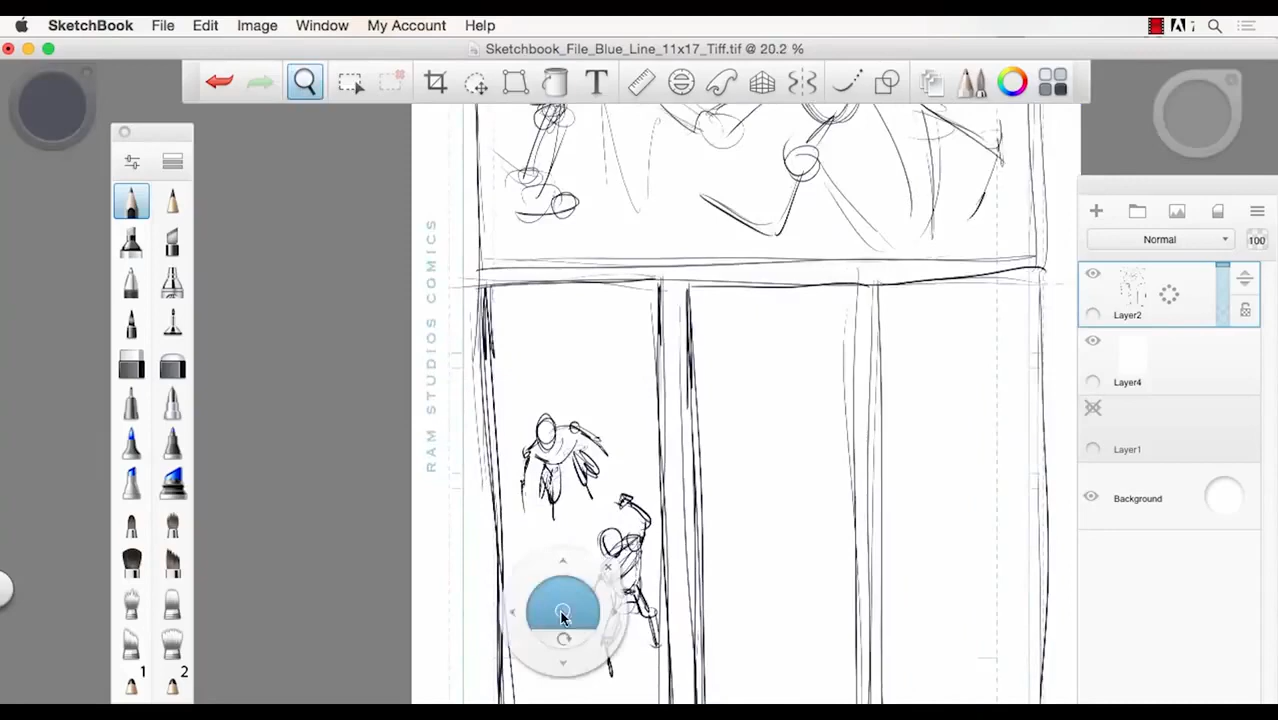 SketchBook File Edit Image Window My Account Help
Sketchbook_File_Blue_Line_11x17_Tiff.tif @ 20.2 %
T
RAM STUDIOS COMICS
Normal 100
Layer2
Layer4
Layer1
Background
1 2